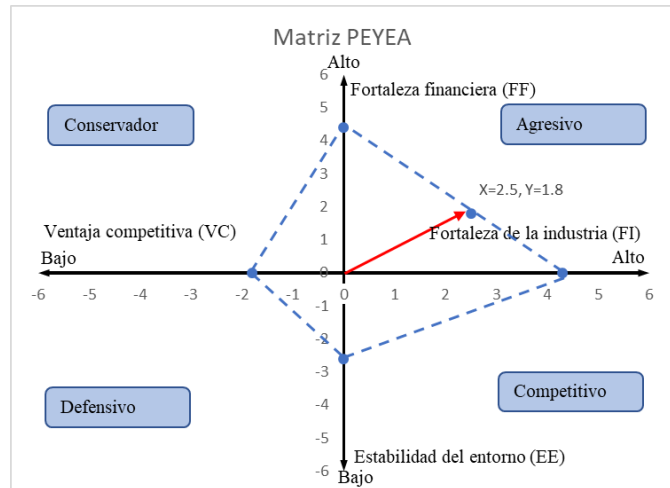 Matriz PEYEA
Alto
6
Fortaleza financiera (FF)
5
Conservador
Agresivo
4
3
X=2.5, Y=1.8
2
Ventaja competitiva (VC)
Fortaleza de la industria (FI)
1
Bajo
Alto
0
-6 -5 -4 -3 -2 -1 0 1 2 3 4 5 6
-1
-2
-3
Defensivo
Competitivo
-4
-5
Estabilidad del entorno (EE)
-6
Bajo